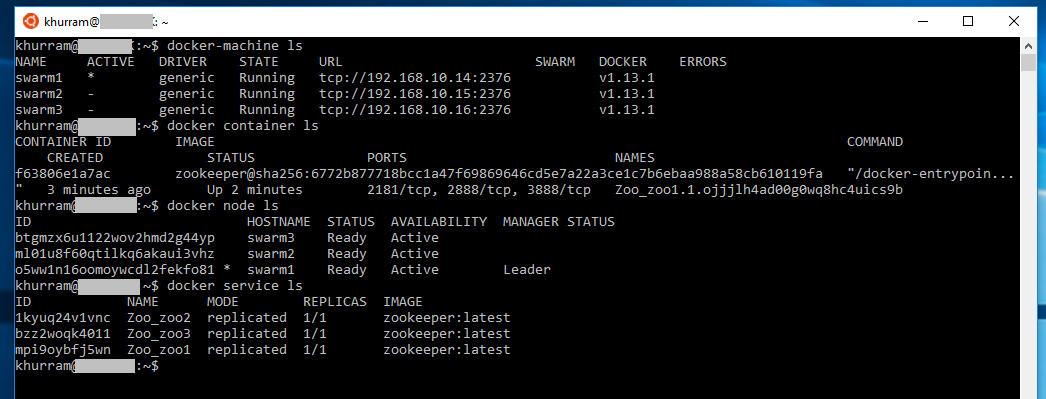 khurram@ : ~
khurram@ :~$ docker-machine ls
NAME ACTIVE DRIVER STATE URL SWARM DOCKER ERRORS
swarm1 * generic Running tcp://192.168.10.14:2376 v1.13.1
swarm2 - generic Running tcp://192.168.10.15:2376 v1.13.1
swarm3 - generic Running tcp://192.168.10.16:2376 v1.13.1
khurram@ :~$ docker container ls
CONTAINER ID IMAGE COMMAND
CREATED STATUS PORTS NAMES
f63806e1a7ac zookeeper@sha256:6772b877718bcc1a47f69869646cd5e7a22a3ce1c7b6ebaa988a58cb610119fa "/docker-entrypoin...
" 3 minutes ago Up 2 minutes 2181/tcp, 2888/tcp, 3888/tcp Zoo_zoo1.1.ojjjlh4ad00g0wq8hc4uics9b
khurram@ :~$ docker node ls
ID HOSTNAME STATUS AVAILABILITY MANAGER STATUS
btgmzx6u1122wov2hmd2g44yp swarm3 Ready Active
ml01u8f60qtilkq6akaui3vhz swarm2 Ready Active
o5ww1n16oomoywcdl2fekfo81 * swarm1 Ready Active Leader
khurram@ ~$ docker service ls
ID NAME MODE REPLICAS IMAGE
1kyuq24v1vnc Zoo_zoo2 replicated 1/1 zookeeper:latest
bzz2woqk4011 Zoo_zoo3 replicated 1/1 zookeeper:latest
mpi9oybfj5wn Zoo_zoo1 replicated 1/1 zookeeper:latest
khurram@ :~$